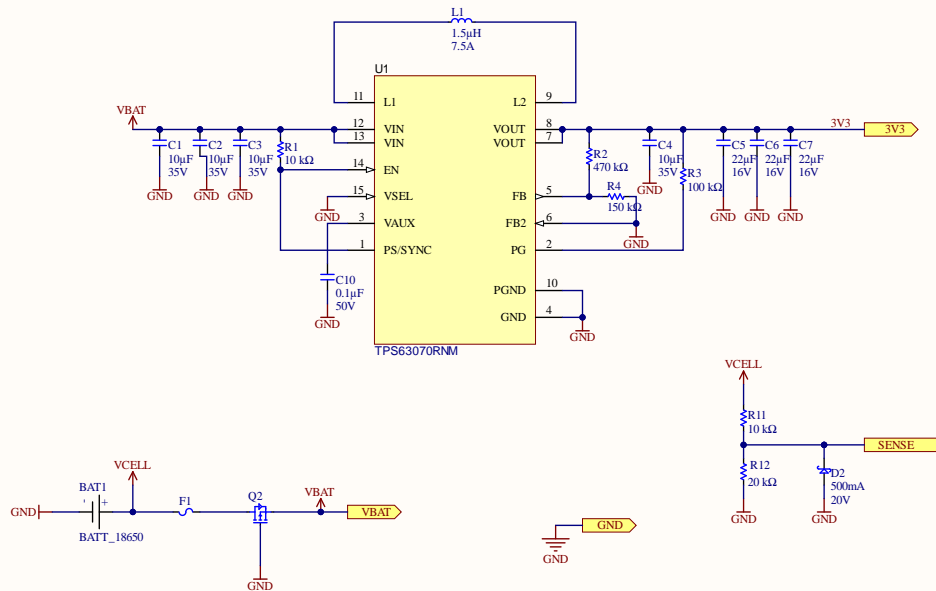 L1
1.5µH
7.5A
U1
11
L1
L2
9
VBAT
12
VIN
VOUT
8
3V3
3V3
13
VIN
VOUT
7
C1
10µF
35V
GND
C2
10µF
35V
GND
C3
10µF
35V
GND
R1
10 kΩ
14
EN
R2
470 kΩ
C4
10µF
35V
GND
R3
100 kΩ
C5
22µF
16V
GND
C6
22µF
16V
GND
C7
22µF
16V
GND
15
VSEL
GND
FB
5
R4
150 kΩ
3
VAUX
FB2
6
GND
1
PS/SYNC
PG
2
C10
0.1µF
50V
GND
PGND
10
GND
4
GND
TPS63070RNM
VCELL
R11
10 kΩ
SENSE
R12
20 kΩ
GND
D2
500mA
20V
GND
VCELL
BAT1
GND
-
+
BATT_18650
F1
Q2
GND
VBAT
VBAT
GND
GND